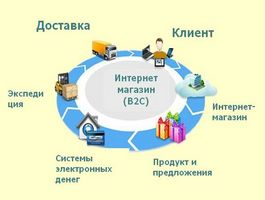 Доставка
Клиент
Интернет
магазин
(B2C)
Экспеди
ция
Интернет-
магазин
Системы
электронных
денег
Продукт и
предложения